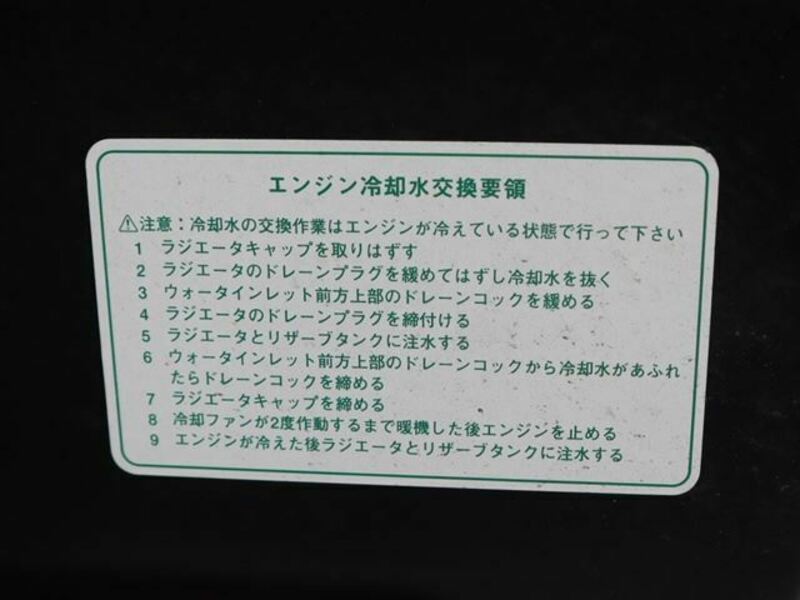 エンジン冷却水交換要領
⚠注意：冷却水の交換作業はエンジンが冷えている状態で行って下さい
1 ラジエータキャップを取りはずす
2 ラジエータのドレーンプラグを緩めてはずし冷却水を抜く
3 ウォータインレット前方上部のドレーンコックを緩める
4 ラジエータのドレーンプラグを締付ける
5 ラジエータとリザーブタンクに注水する
6 ウォータインレット前方上部のドレーンコックから冷却水があふれ
たらドレーンコックを締める
7 ラジエータキャップを締める
8 冷却ファンが2度作動するまで暖機した後エンジンを止める
9 エンジンが冷えた後ラジエータとリザーブタンクに注水する